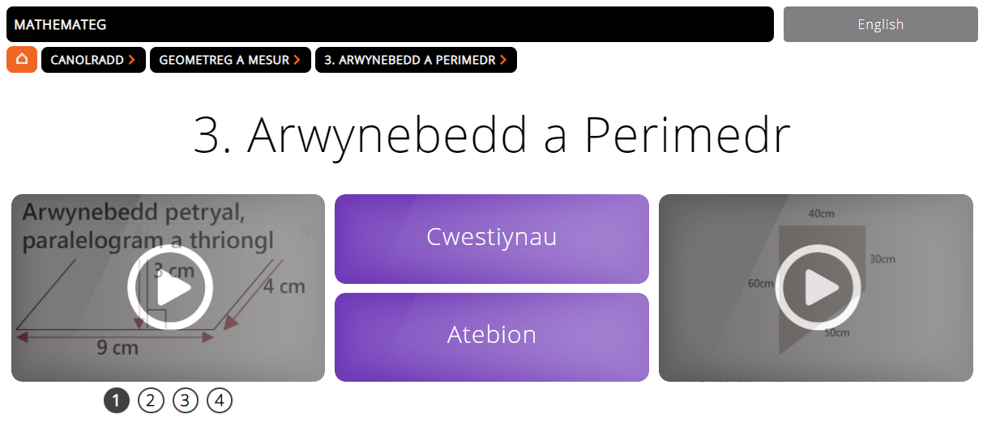 MATHEMATEG
English
CANOLRADD
GEOMETREG A MESUR
3. ARWYNEBEDD A PERIMEDR
3. Arwynebedd a Perimedr
Arwynebedd petryal,
paralelogram a thriongl
3 cm
4 cm
9 cm
Cwestiynau
Atebion
40cm
30cm
60cm
50cm
1 2 3 4